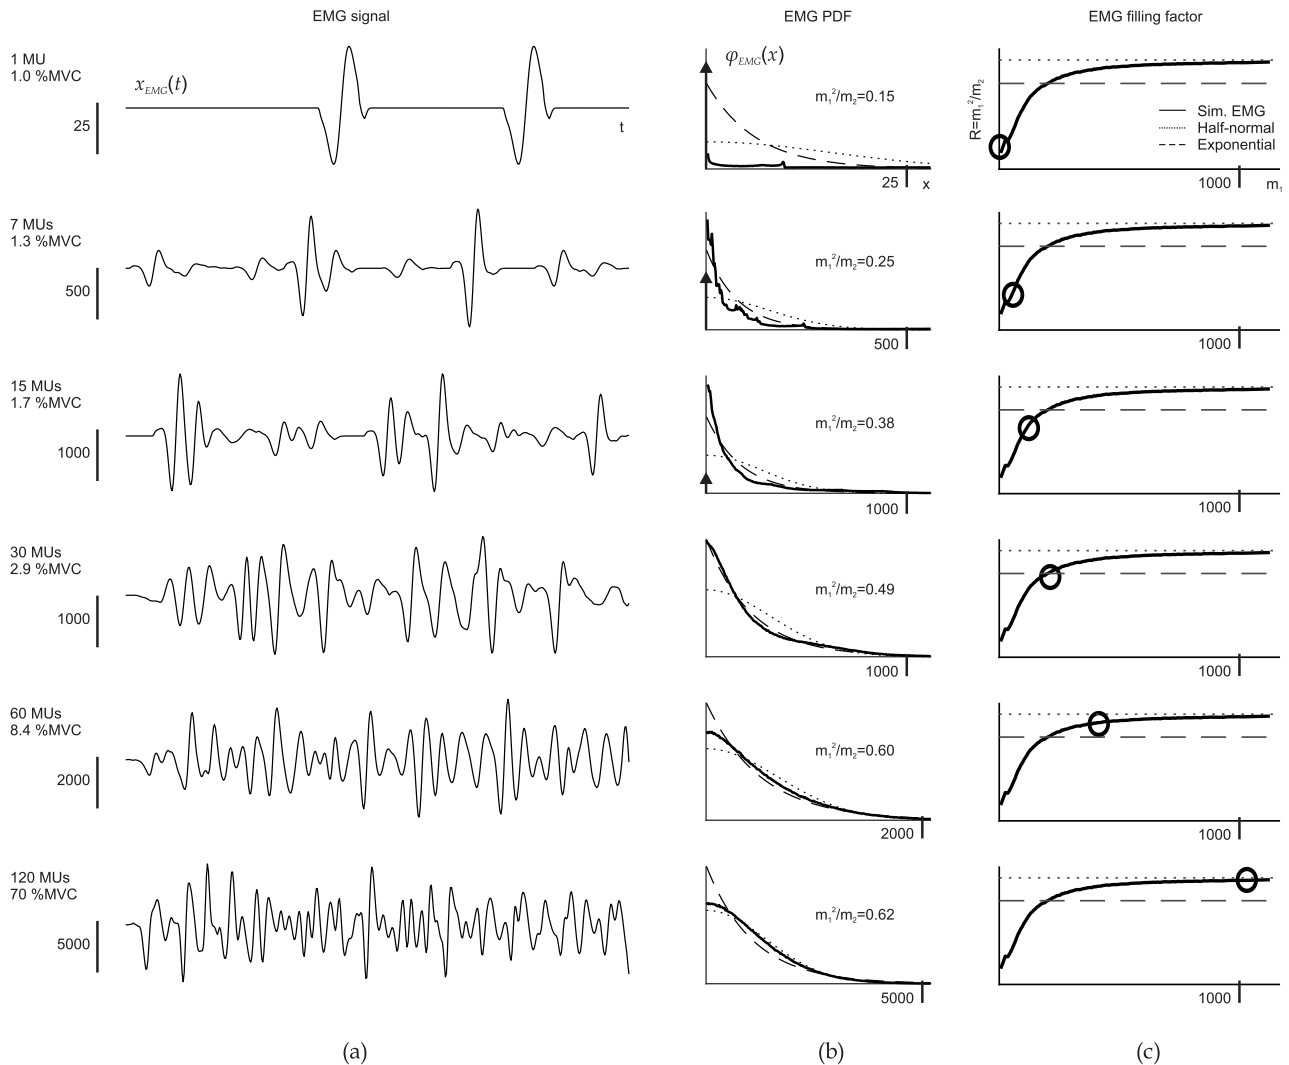 EMG signal
EMG PDF
EMG filling factor
1 MU
1.0 %MVC
x_EMG(t)
25
t
φ_EMG(x)
m₁²/m₂=0.15
25
x
R=m₁²/m₂
Sim. EMG
Half-normal
Exponential
1000
m₁
7 MUs
1.3 %MVC
500
m₁²/m₂=0.25
500
1000
15 MUs
1.7 %MVC
1000
m₁²/m₂=0.38
1000
1000
30 MUs
2.9 %MVC
1000
m₁²/m₂=0.49
1000
1000
60 MUs
8.4 %MVC
2000
m₁²/m₂=0.60
2000
1000
120 MUs
70 %MVC
5000
m₁²/m₂=0.62
5000
1000
(a)
(b)
(c)